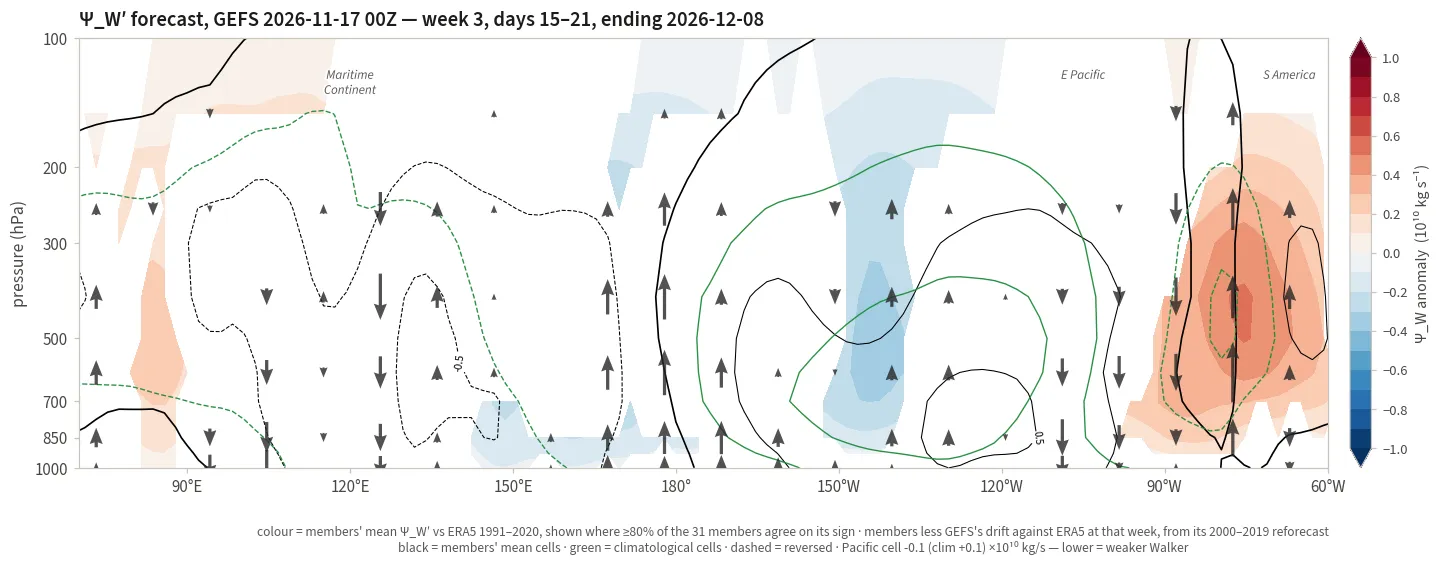 Ψ_W′ forecast, GEFS 2026-11-17 00Z — week 3, days 15–21, ending 2026-12-08
100
200
300
400
500
700
850
1000
pressure (hPa)
Maritime
Continent
E Pacific
S America
-0.5
0.5
90°E
120°E
150°E
180°
150°W
120°W
90°W
60°W
1.0
0.8
0.6
0.4
0.2
0.0
−0.2
−0.4
−0.6
−0.8
−1.0
Ψ_W anomaly (10¹⁰ kg s⁻¹)
colour = members' mean Ψ_W′ vs ERA5 1991–2020, shown where ≥80% of the 31 members agree on its sign · members less GEFS's drift against ERA5 at that week, from its 2000–2019 reforecast
black = members' mean cells · green = climatological cells · dashed = reversed · Pacific cell -0.1 (clim +0.1) ×10¹⁰ kg/s — lower = weaker Walker